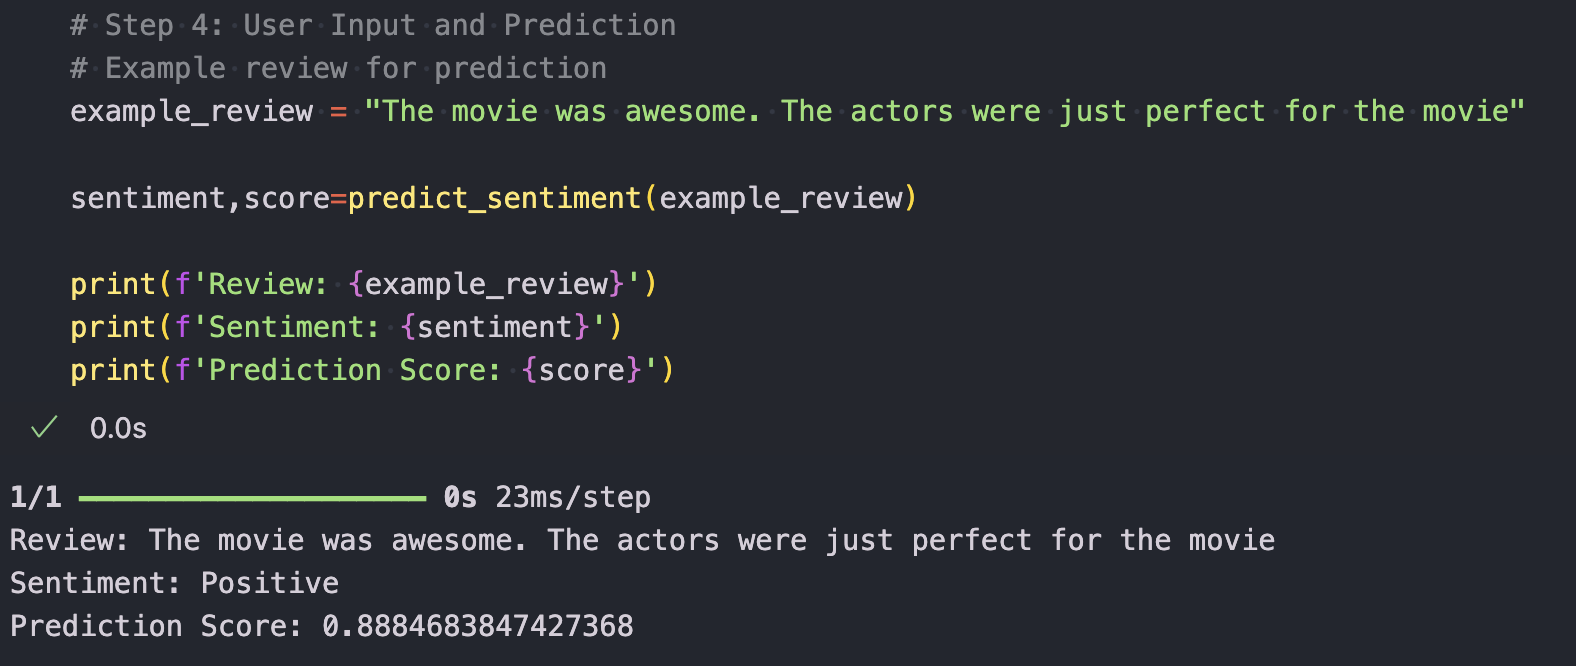 # Step 4: User Input and Prediction
# Example review for prediction
example_review = "The movie was awesome. The actors were just perfect for the movie"
sentiment,score=predict_sentiment(example_review)
print(f'Review: {example_review}')
print(f'Sentiment: {sentiment}')
print(f'Prediction Score: {score}')
0.0s
1/1 0s 23ms/step
Review: The movie was awesome. The actors were just perfect for the movie
Sentiment: Positive
Prediction Score: 0.8884683847427368